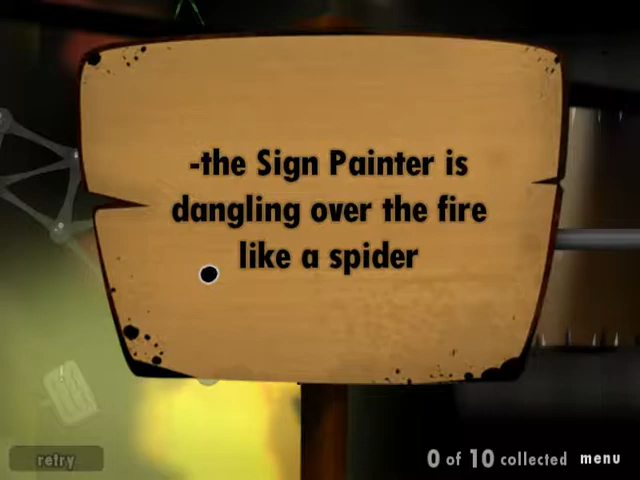 -the Sign Painter is
dangling over the fire
like a spider
retry
0 of 10 collected menu